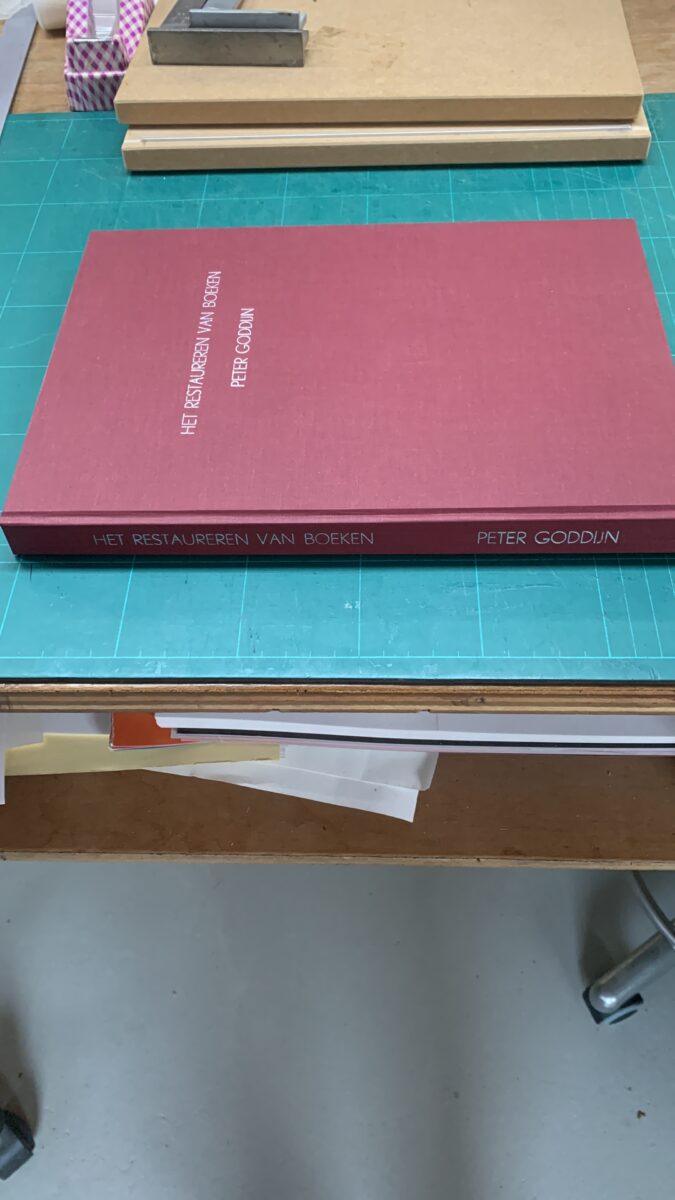 HET RESTAUREREN VAN BOEKEN
PETER GODDIJN
HET RESTAUREREN VAN BOEKEN PETER GODDIJN